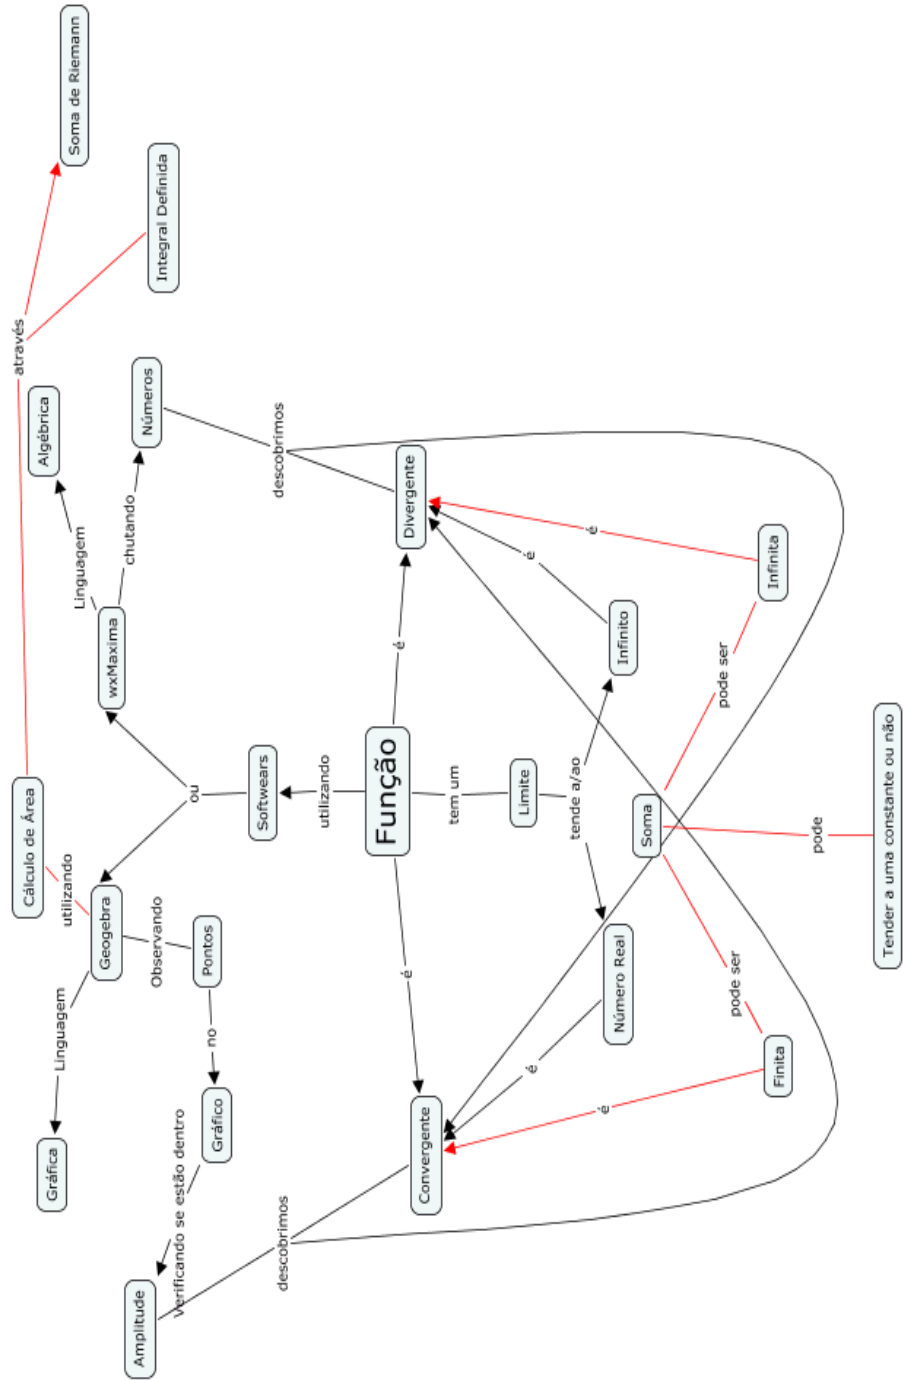 Soma de Riemann
Integral Definida
através
Algébrica
Números
Linguagem
chutando
wxMaxima
Cálculo de Área
utilizando
Geogebra
Linguagem
Gráfica
Observando
Pontos
no
Gráfico
Verificando se estão dentro
Amplitude
ou
Softwears
utilizando
Função
é
Divergente
descobrimos
é
Convergente
descobrimos
tem um
Limite
tende a/ao
Infinito
é
Número Real
é
Soma
pode ser
Infinita
é
pode ser
Finita
é
pode
Tender a uma constante ou não